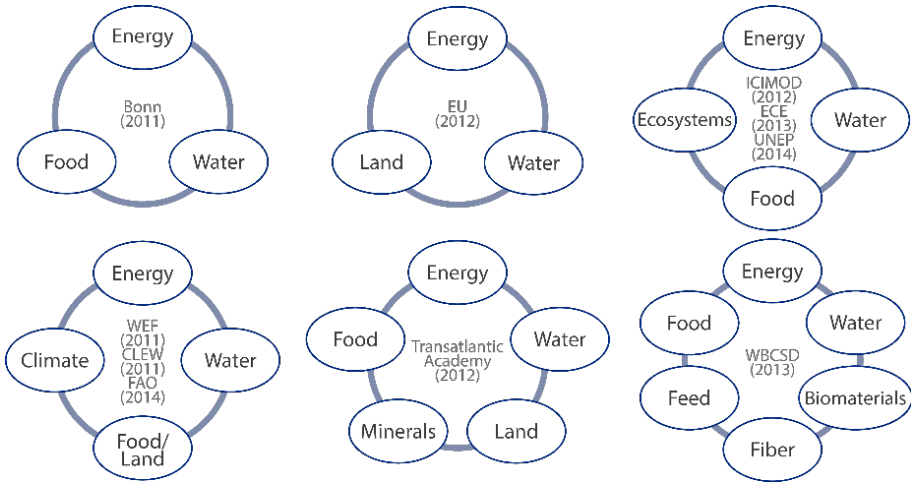 Energy
Bonn
(2011)
Food
Water
Energy
EU
(2012)
Land
Water
Energy
ICIMOD
(2012)
ECE
(2013)
UNEP
(2014)
Ecosystems
Water
Food
Energy
WEF
(2011)
CLEW
(2011)
FAO
(2014)
Climate
Water
Food/
Land
Energy
Food
Transatlantic
Academy
(2012)
Water
Minerals
Land
Energy
Food
Water
WBCSD
(2013)
Feed
Biomaterials
Fiber